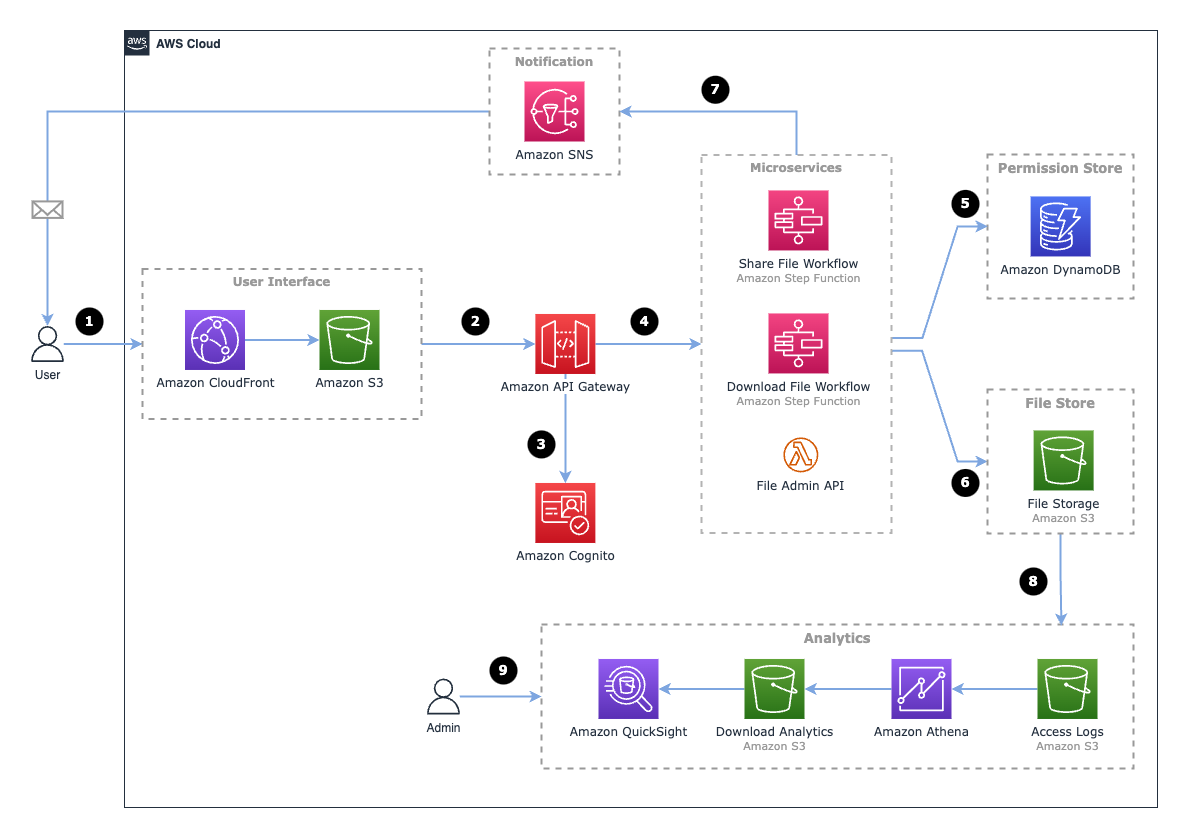 aws
AWS Cloud
Notification
Amazon SNS
7
Microservices
Share File Workflow
Amazon Step Function
Download File Workflow
Amazon Step Function
File Admin API
Permission Store
Amazon DynamoDB
5
User Interface
Amazon CloudFront
Amazon S3
1
User
2
Amazon API Gateway
4
3
Amazon Cognito
File Store
File Storage
Amazon S3
6
8
Analytics
9
Admin
Amazon QuickSight
Download Analytics
Amazon S3
Amazon Athena
Access Logs
Amazon S3